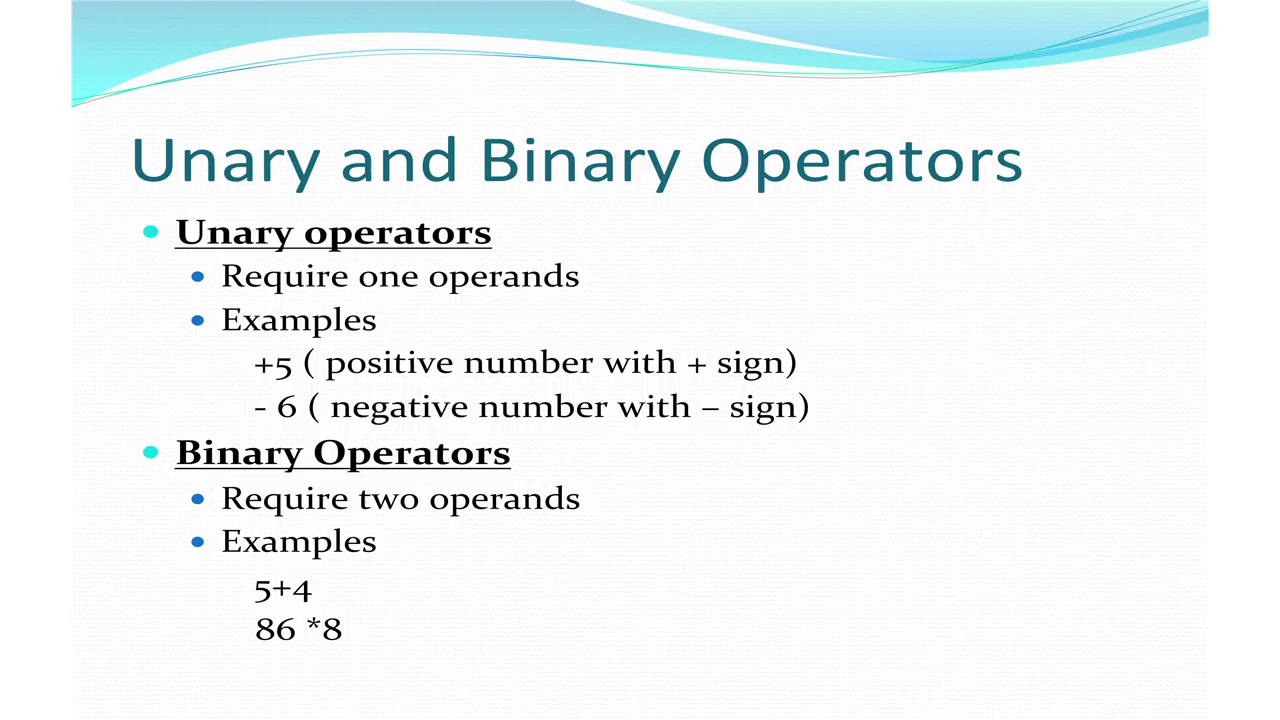 Unary and Binary Operators
Unary operators
Require one operands
Examples
+5 ( positive number with + sign)
- 6 ( negative number with – sign)
Binary Operators
Require two operands
Examples
5+4
86 *8